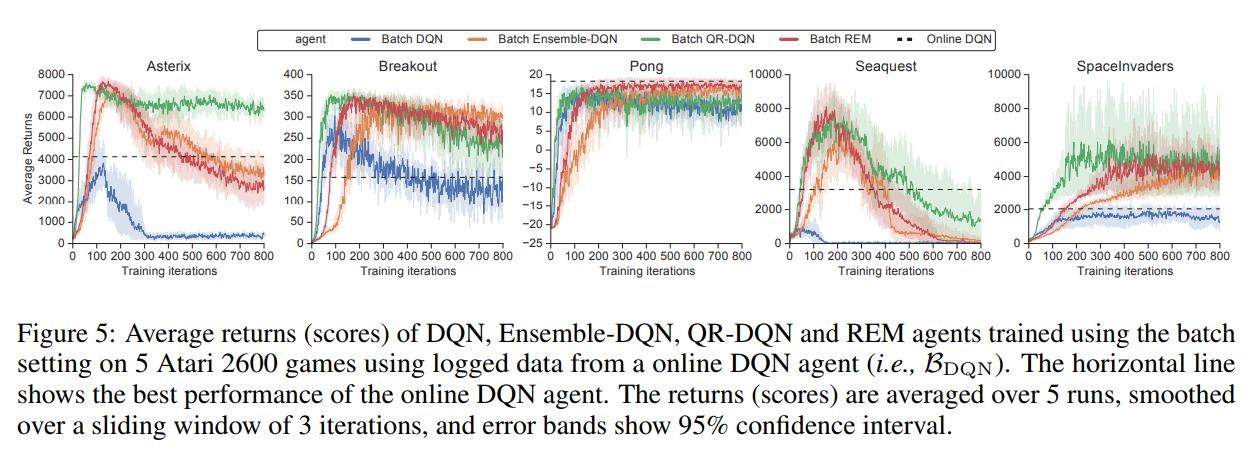 agent Batch DQN Batch Ensemble-DQN Batch QR-DQN Batch REM Online DQN
Asterix
8000
7000
6000
5000
4000
3000
2000
1000
0
Average Returns
0 100 200 300 400 500 600 700 800
Training iterations
Breakout
400
350
300
250
200
150
100
50
0
0 100 200 300 400 500 600 700 800
Training iterations
Pong
20
15
10
5
0
−5
−10
−15
−20
−25
0 100 200 300 400 500 600 700 800
Training iterations
Seaquest
10000
8000
6000
4000
2000
0
0 100 200 300 400 500 600 700 800
Training iterations
SpaceInvaders
10000
8000
6000
4000
2000
0
0 100 200 300 400 500 600 700 800
Training iterations
Figure 5: Average returns (scores) of DQN, Ensemble-DQN, QR-DQN and REM agents trained using the batch
setting on 5 Atari 2600 games using logged data from a online DQN agent (i.e., 𝓑DQN). The horizontal line
shows the best performance of the online DQN agent. The returns (scores) are averaged over 5 runs, smoothed
over a sliding window of 3 iterations, and error bands show 95% confidence interval.